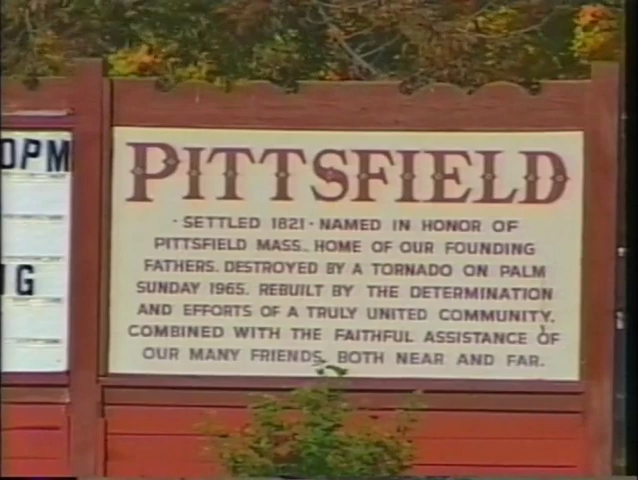 PITTSFIELD
· SETTLED 1821 · NAMED IN HONOR OF
PITTSFIELD MASS., HOME OF OUR FOUNDING
FATHERS. DESTROYED BY A TORNADO ON PALM
SUNDAY 1965. REBUILT BY THE DETERMINATION
AND EFFORTS OF A TRULY UNITED COMMUNITY,
COMBINED WITH THE FAITHFUL ASSISTANCE OF
OUR MANY FRIENDS, BOTH NEAR AND FAR.
0PM
G